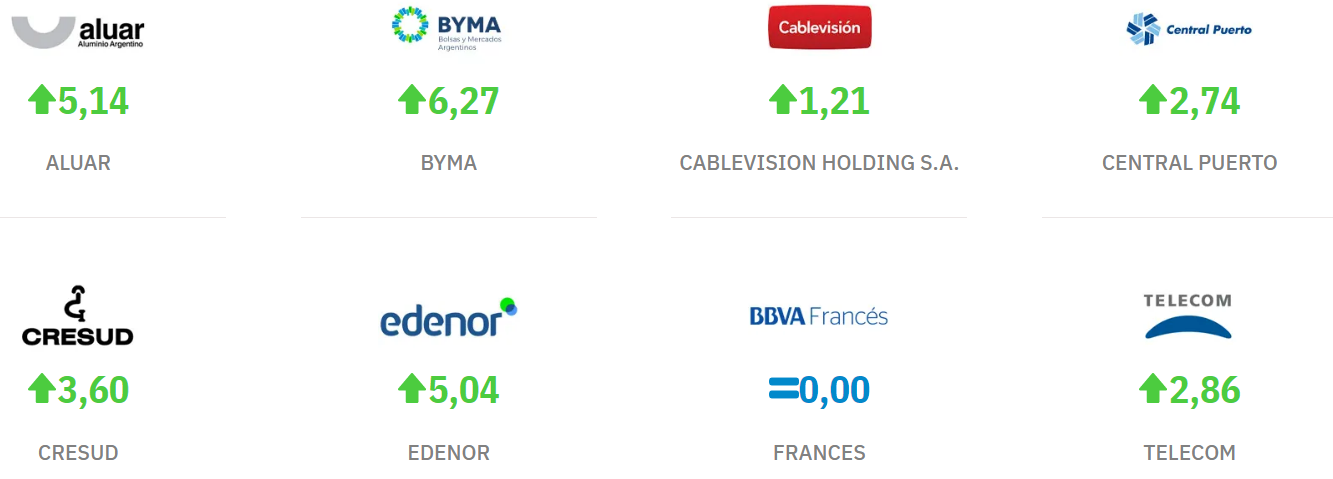 aluar
Aluminio Argentino
BYMA
Bolsas y Mercados
Argentinos
Cablevisión
Central Puerto
5,14
6,27
1,21
2,74
ALUAR
BYMA
CABLEVISION HOLDING S.A.
CENTRAL PUERTO
CRESUD
edenor
BBVA Francés
TELECOM
3,60
5,04
=0,00
2,86
CRESUD
EDENOR
FRANCES
TELECOM